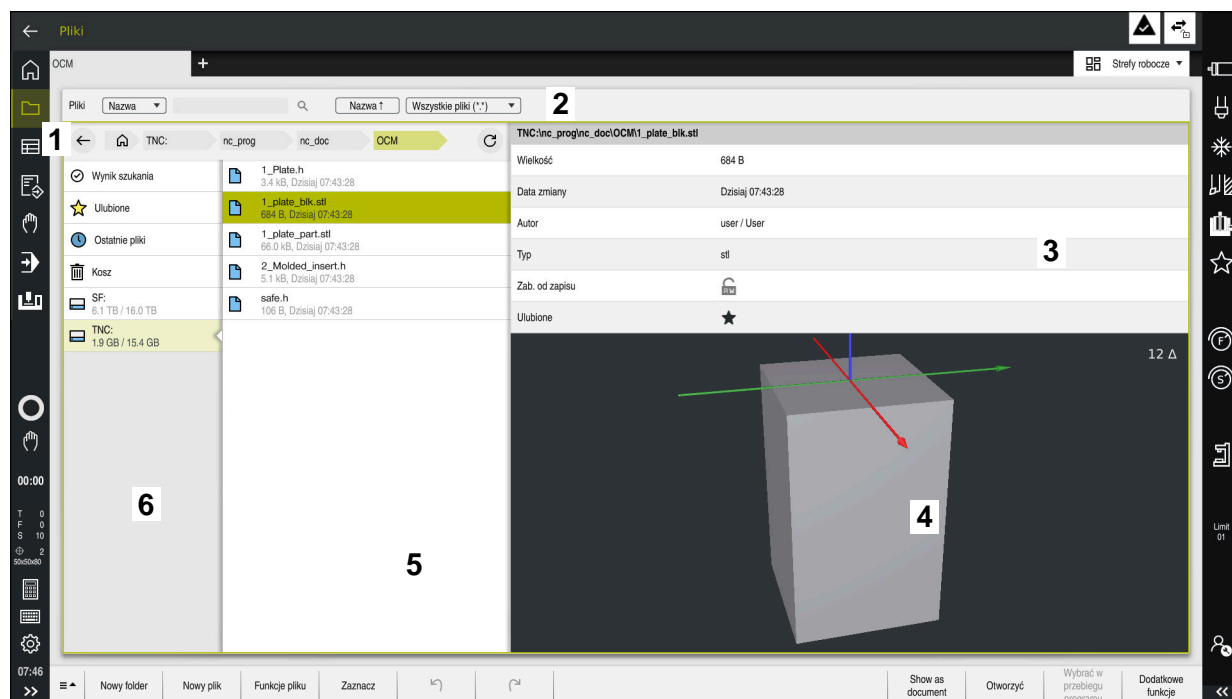 Pliki
OCM
+
Strefy robocze
Pliki
Nazwa
Nazwa ↑
Wszystkie pliki (*.*)
2
1
TNC:
nc_prog
nc_doc
OCM
Wynik szukania
Ulubione
Ostatnie pliki
Kosz
SF:
6.1 TB / 16.0 TB
TNC:
1.9 GB / 15.4 GB
6
1_Plate.h
3.4 kB, Dzisiaj 07:43:28
1_plate_blk.stl
684 B, Dzisiaj 07:43:28
1_plate_part.stl
66.0 kB, Dzisiaj 07:43:28
2_Molded_insert.h
5.1 kB, Dzisiaj 07:43:28
safe.h
106 B, Dzisiaj 07:43:28
5
TNC:\nc_prog\nc_doc\OCM\1_plate_blk.stl
Wielkość 684 B
Data zmiany Dzisiaj 07:43:28
Autor user / User
Typ stl
3
Zab. od zapisu RW
Ulubione
12 Δ
4
00:00
T 0
F 0
S 10
2
50x50x80
07:46
F
S
Limit
01
Nowy folder
Nowy plik
Funkcje pliku
Zaznacz
Show as
document
Otworzyć
Wybrać w
przebiegu
programu
Dodatkowe
funkcje